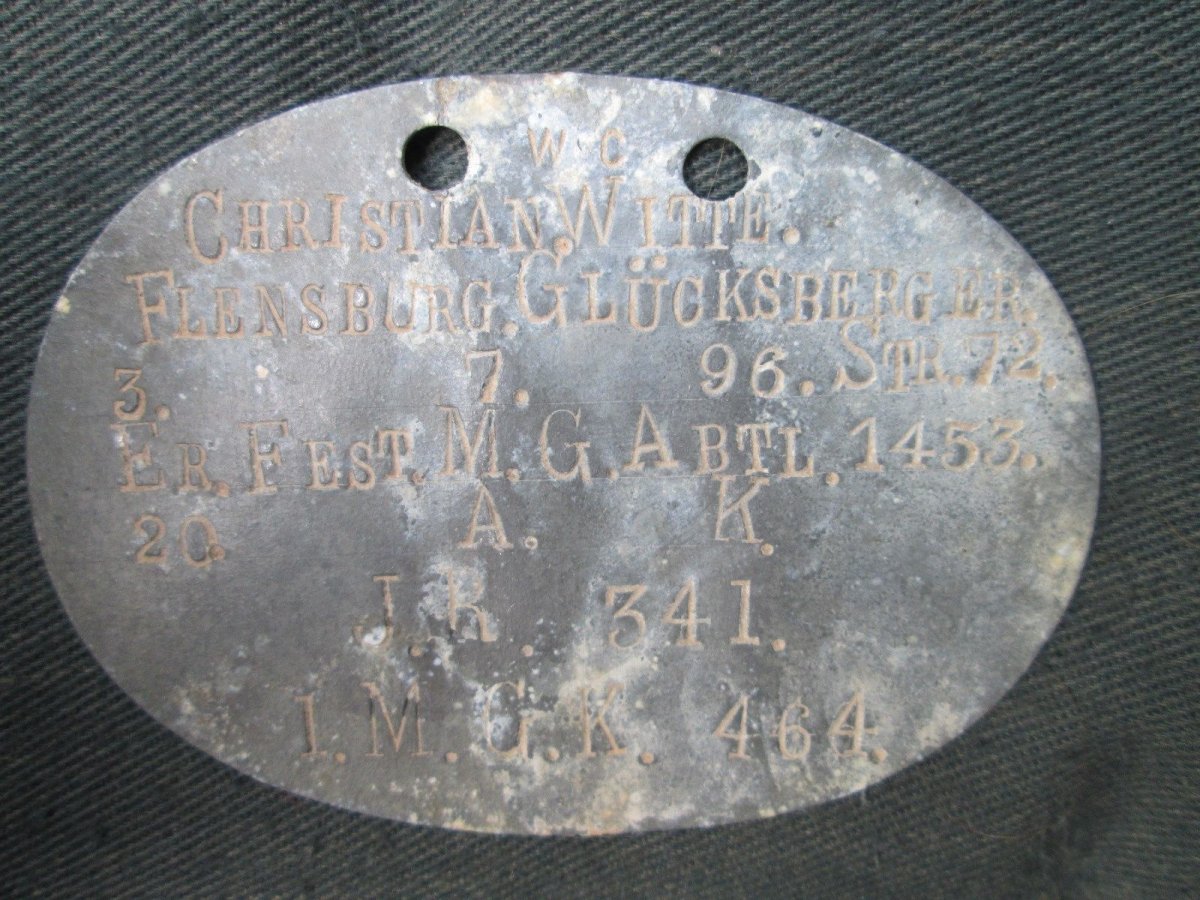 W C
CHRISTIAN. WITTE.
FLENSBURG. GLÜCKSBERGER.
3. 7. 96. STR. 72.
ER. FEST. M. G. ABTL. 1453.
20. A. K.
J. R. 341.
1. M. G. K. 464.